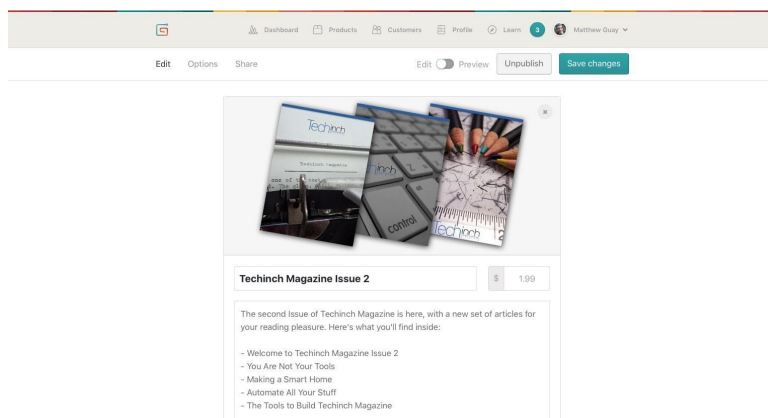 Dashboard Products Customers Profile Learn 3 Matthew Guay
Edit Options Share Edit Preview Unpublish Save changes
Techinch
Techinch magazine
control
Techinch
Techinch Magazine Issue 2
$ 1.99
The second Issue of Techinch Magazine is here, with a new set of articles for
your reading pleasure. Here's what you'll find inside:
- Welcome to Techinch Magazine Issue 2
- You Are Not Your Tools
- Making a Smart Home
- Automate All Your Stuff
- The Tools to Build Techinch Magazine